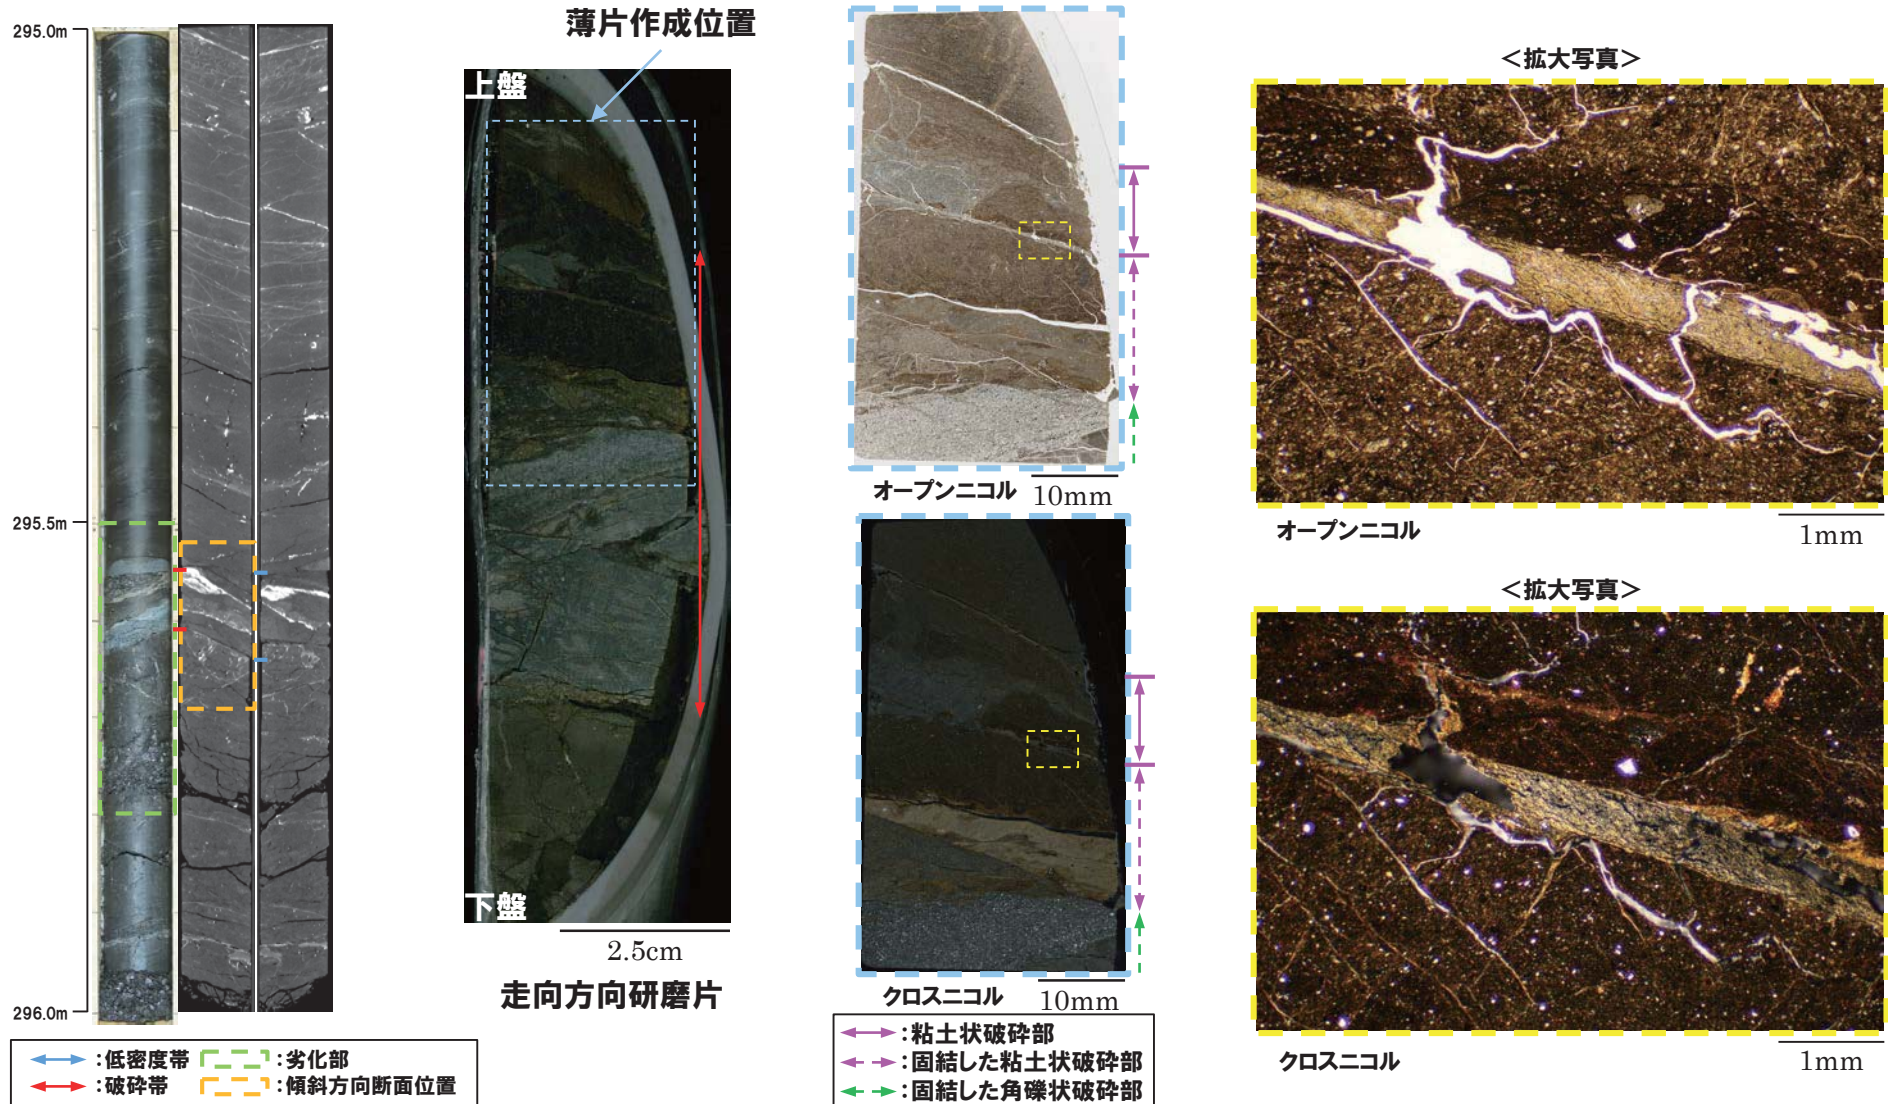 295.0m
295.5m
296.0m
:低密度帯
:劣化部
:破砕帯
:傾斜方向断面位置
薄片作成位置
上盤
下盤
2.5cm
走向方向研磨片
オープンニコル
10mm
クロスニコル
10mm
:粘土状破砕部
:固結した粘土状破砕部
:固結した角礫状破砕部
<拡大写真>
オープンニコル
1mm
<拡大写真>
クロスニコル
1mm